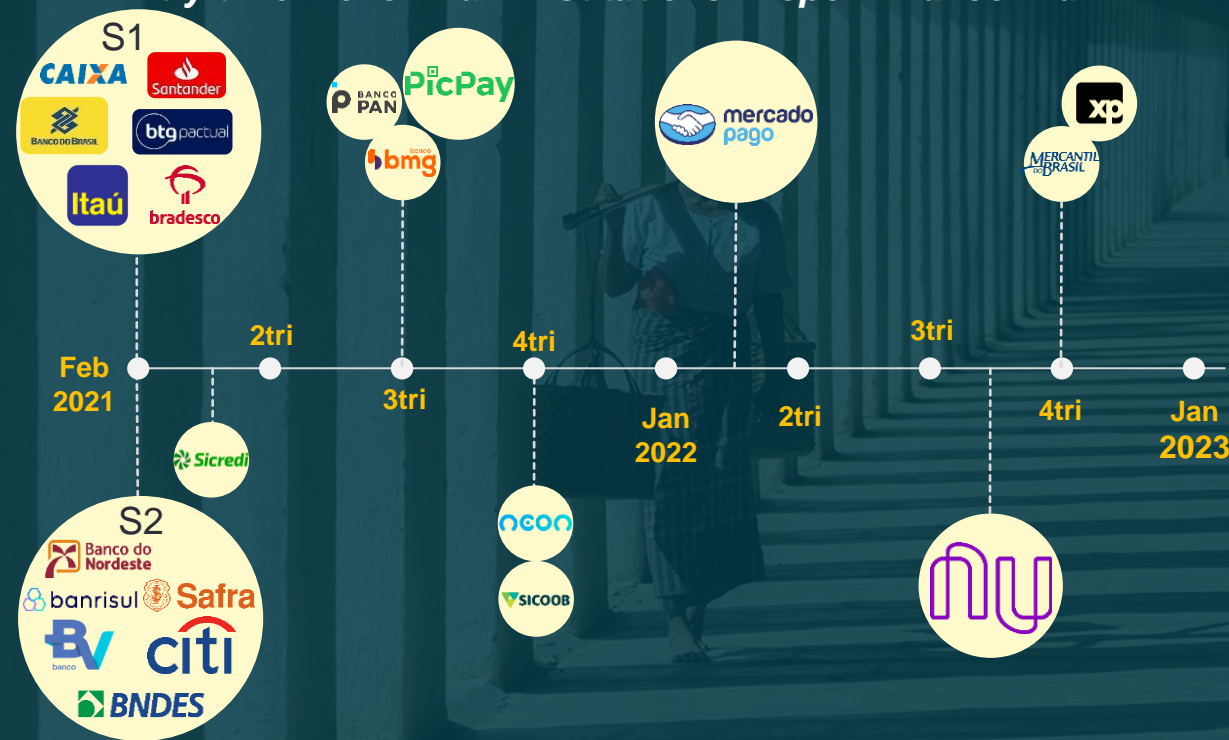 S1
CAIXA
Santander
BANCO DO BRASIL
btg pactual
Itaú
bradesco
BANCO
PAN
PicPay
banco
bmg
mercado
pago
xp
MERCANTIL
DO BRASIL
2tri
4tri
3tri
Feb
2021
3tri
Jan
2022
2tri
4tri
Jan
2023
Sicredi
neon
SICOOB
nu
S2
Banco do
Nordeste
banrisul
Safra
BV
banco
citi
BNDES